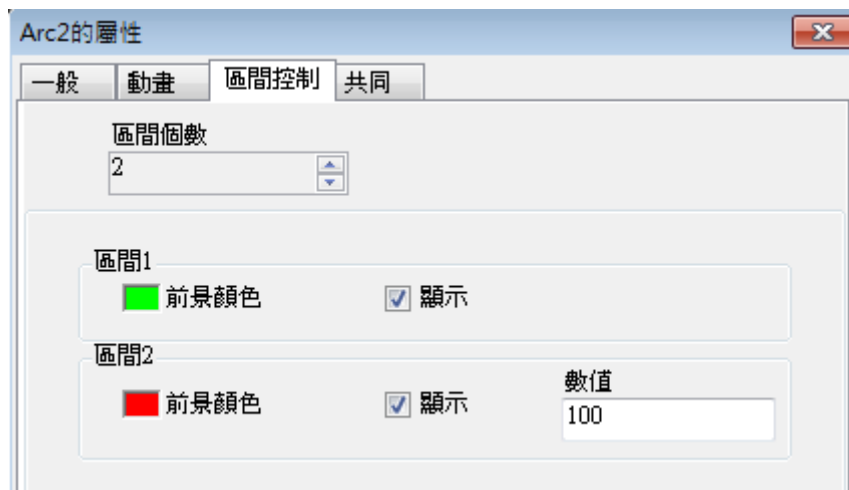 Arc2的屬性
一般 動畫 區間控制 共同
區間個數
2
區間1
前景顏色 顯示
區間2
前景顏色 顯示 數值
100